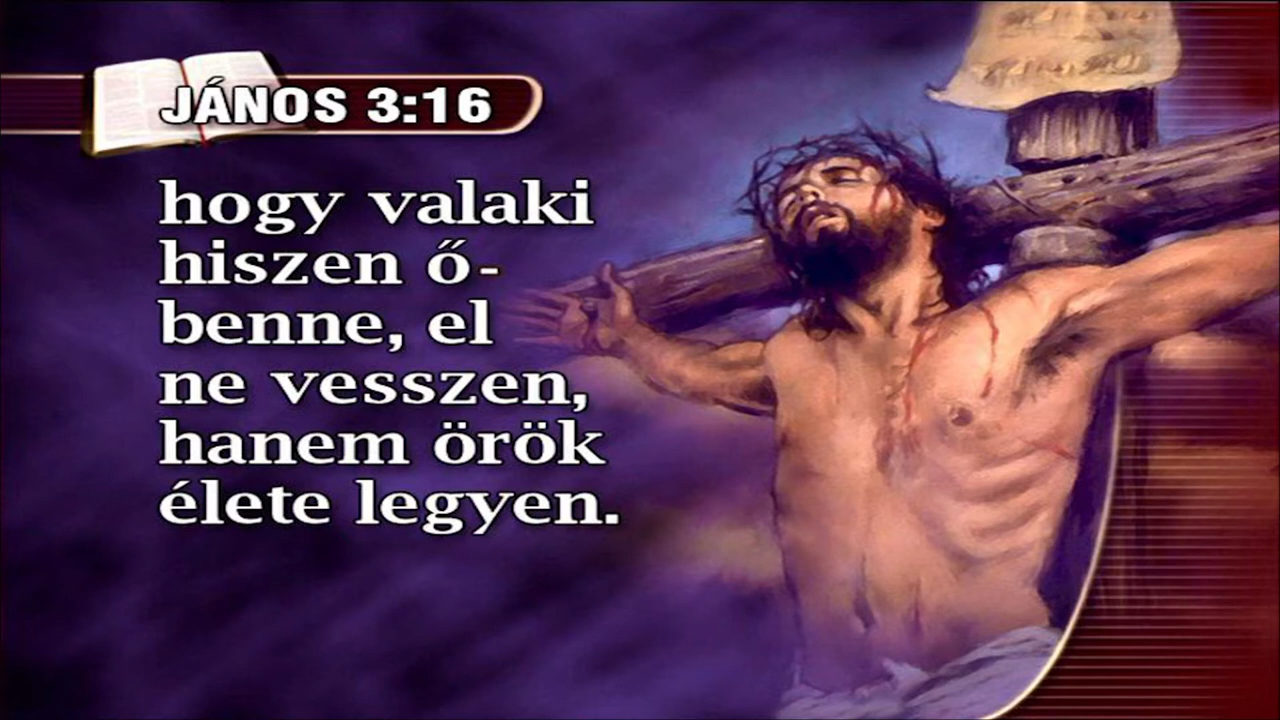 JÁNOS 3:16
hogy valaki
hiszen ő-
benne, el
ne vesszen,
hanem örök
élete legyen.